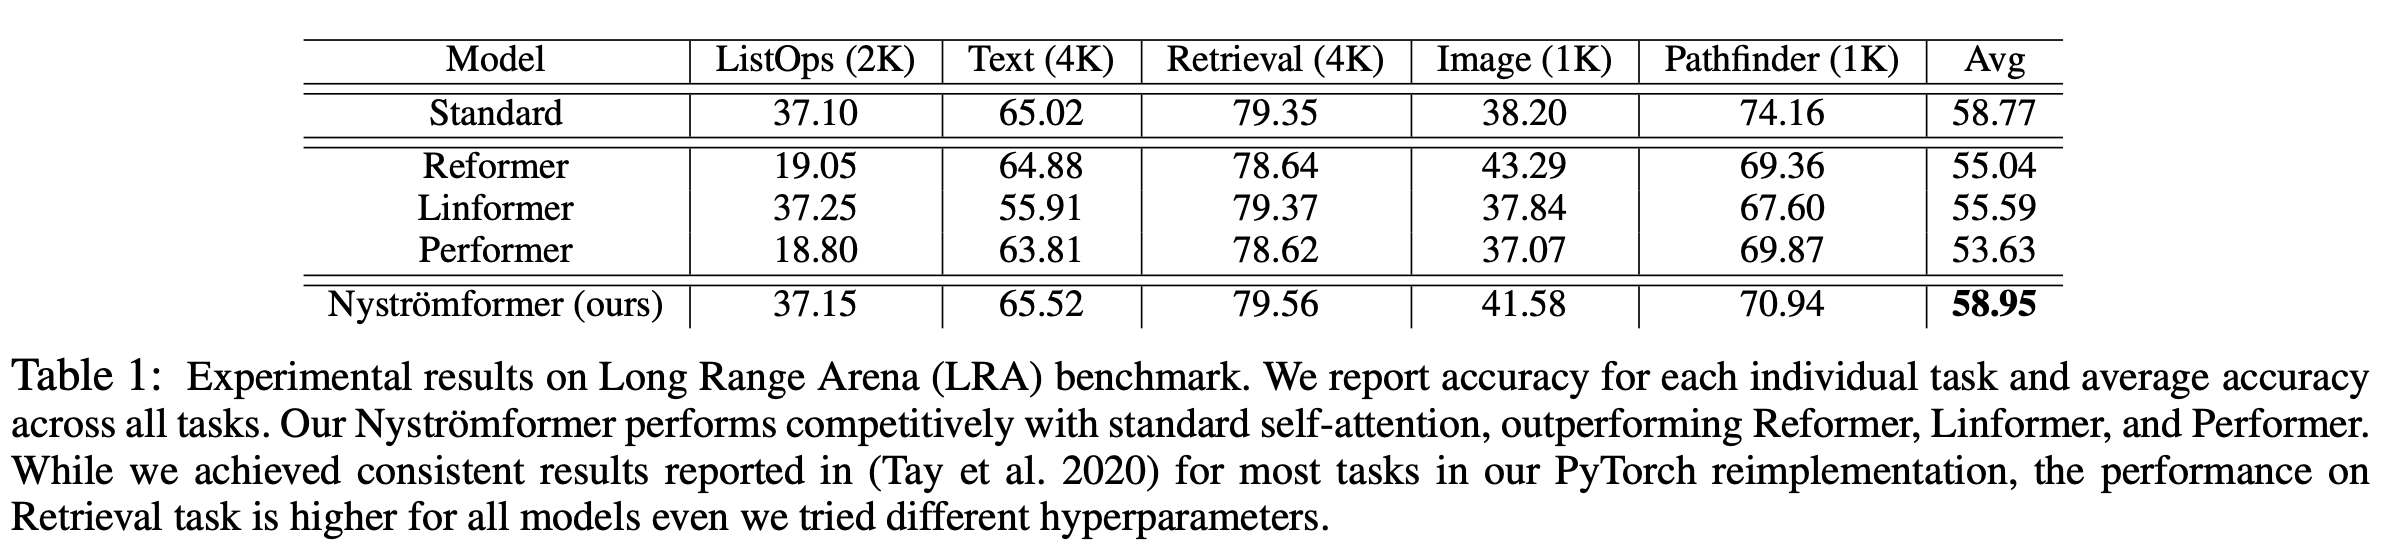 Model ListOps (2K) Text (4K) Retrieval (4K) Image (1K) Pathfinder (1K) Avg
Standard 37.10 65.02 79.35 38.20 74.16 58.77
Reformer 19.05 64.88 78.64 43.29 69.36 55.04
Linformer 37.25 55.91 79.37 37.84 67.60 55.59
Performer 18.80 63.81 78.62 37.07 69.87 53.63
Nyströmformer (ours) 37.15 65.52 79.56 41.58 70.94 58.95
Table 1: Experimental results on Long Range Arena (LRA) benchmark. We report accuracy for each individual task and average accuracy
across all tasks. Our Nyströmformer performs competitively with standard self-attention, outperforming Reformer, Linformer, and Performer.
While we achieved consistent results reported in (Tay et al. 2020) for most tasks in our PyTorch reimplementation, the performance on
Retrieval task is higher for all models even we tried different hyperparameters.